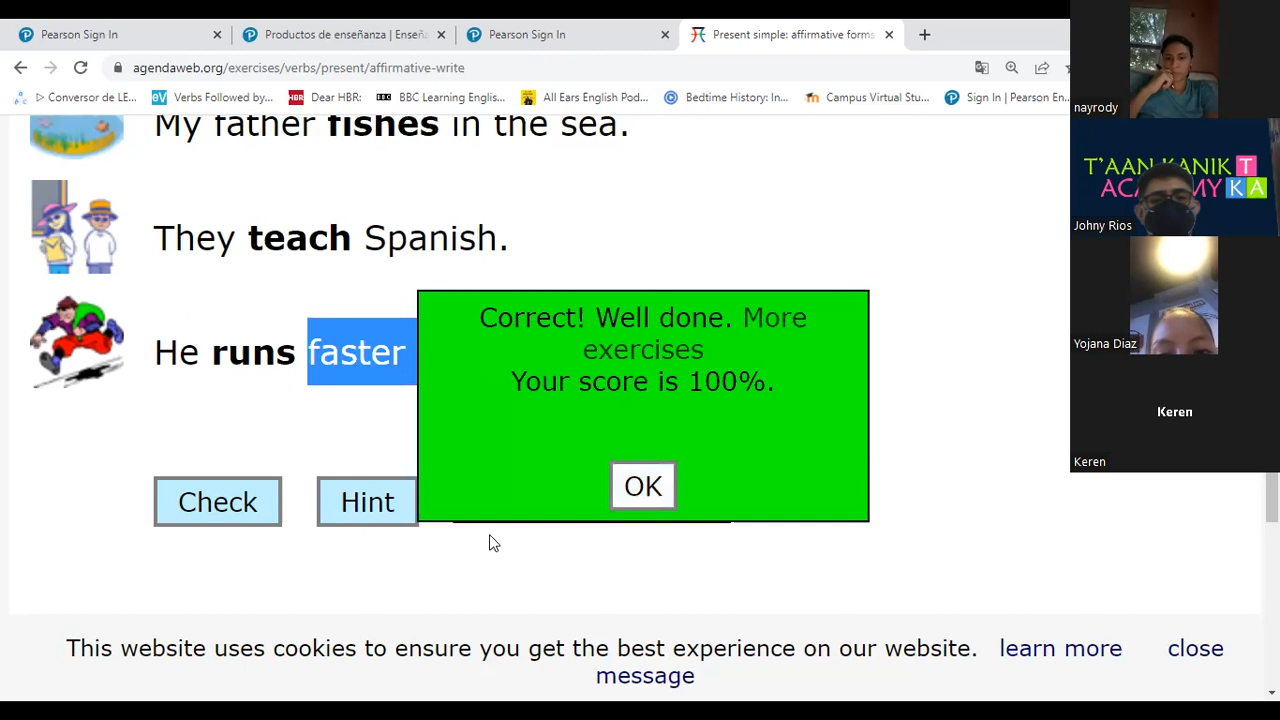 Pearson Sign In
Productos de enseñanza | Enseña
Pearson Sign In
Present simple: affirmative forms
agendaweb.org/exercises/verbs/present/affirmative-write
Conversor de LE...
Verbs Followed by...
HBR
Dear HBR:
BBC Learning Englis...
All Ears English Pod...
Bedtime History: In...
Campus Virtual Stu...
Sign In | Pearson En...
My father fishes in the sea.
They teach Spanish.
He runs faster
Correct! Well done. More
exercises
Your score is 100%.
OK
Check
Hint
This website uses cookies to ensure you get the best experience on our website. learn more close
message
nayrody
T'AAN KANIK T
KA
Johny Rios
Yojana Diaz
Keren
Keren